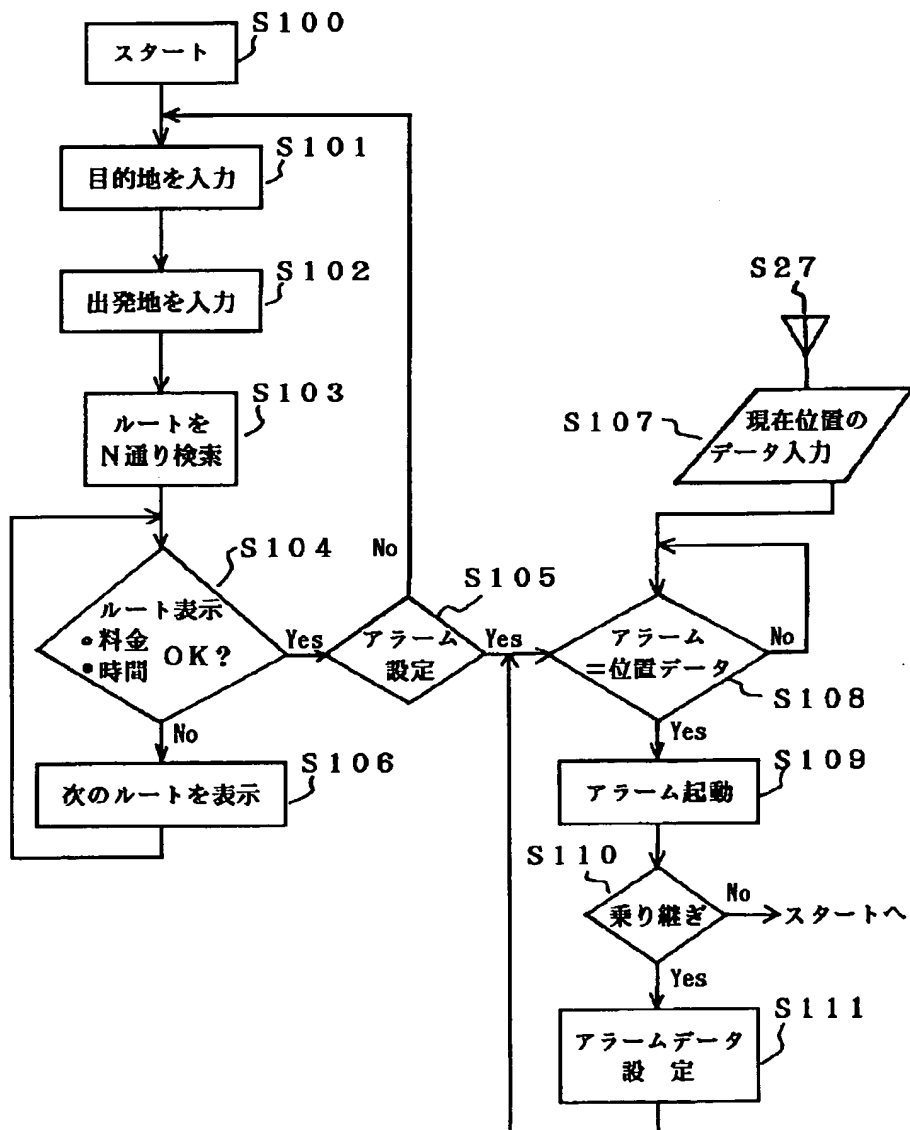 S100
スタート
S101
目的地を入力
S102
出発地を入力
S103
ルートを
N通り検索
S104
ルート表示
•料金
•時間
OK?
Yes
No
S106
次のルートを表示
S105
アラーム
設定
No
Yes
S27
S107
現在位置の
データ入力
アラーム
=位置データ
No
S108
Yes
S109
アラーム起動
S110
乗り継ぎ
No
スタートへ
Yes
S111
アラームデータ
設 定